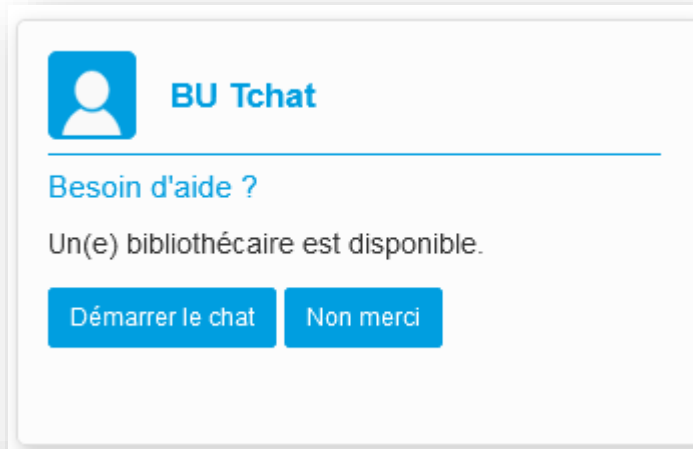 BU Tchat
Besoin d'aide ?
Un(e) bibliothécaire est disponible.
Démarrer le chat Non merci